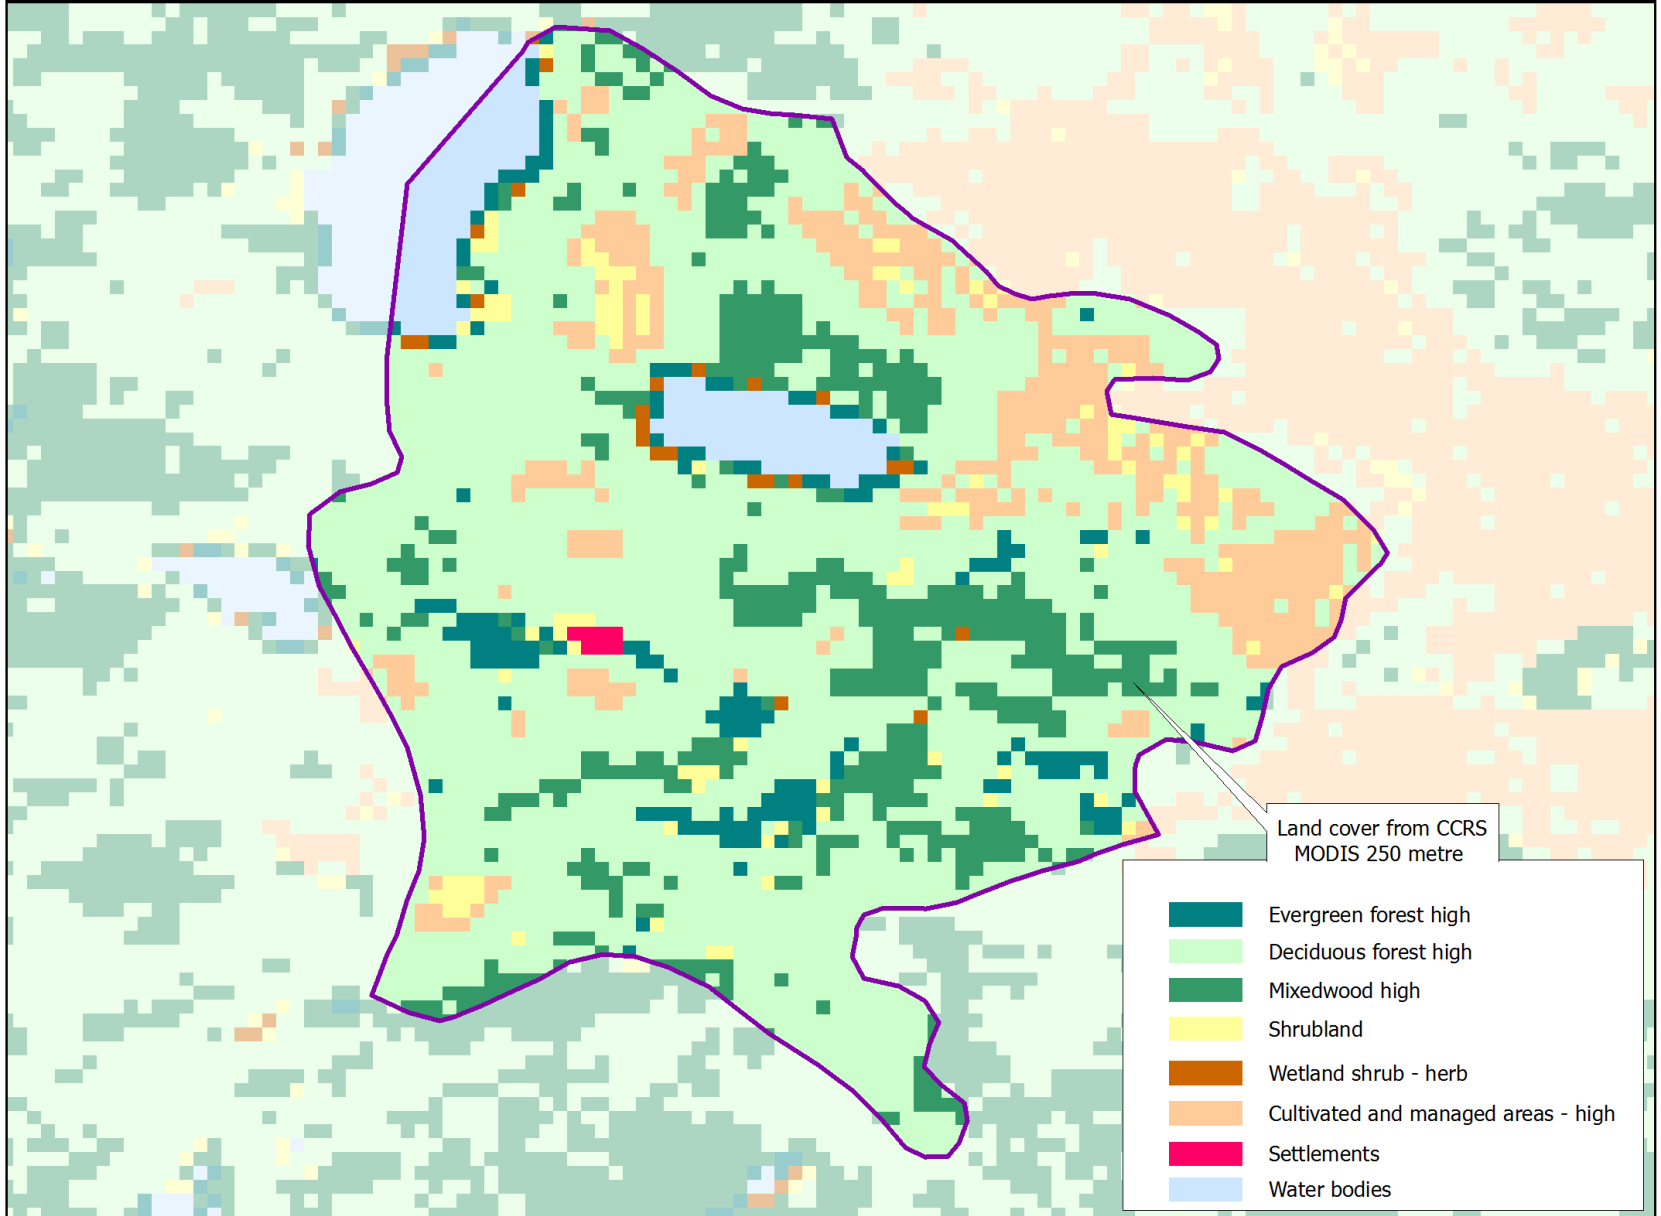 Land cover from CCRS
MODIS 250 metre
Evergreen forest high
Deciduous forest high
Mixedwood high
Shrubland
Wetland shrub - herb
Cultivated and managed areas - high
Settlements
Water bodies